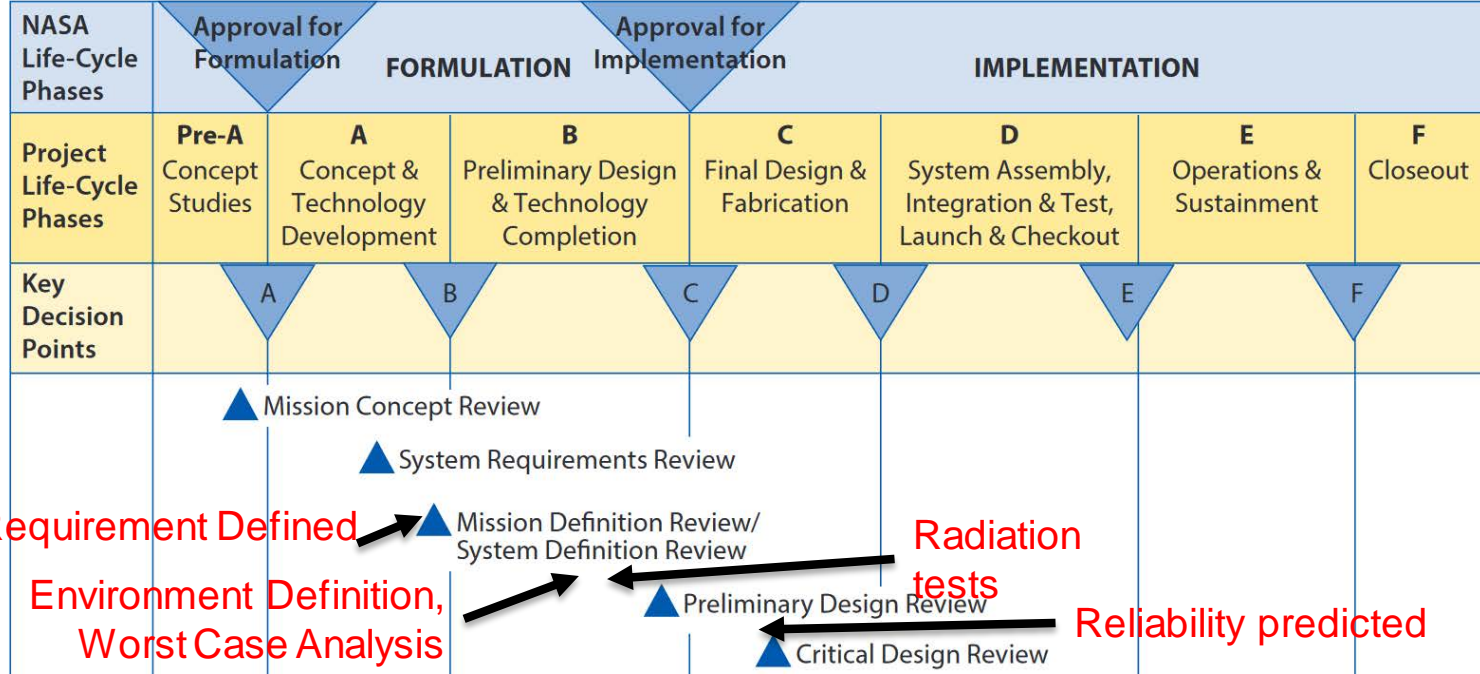 NASA
Life-Cycle
Phases
Approval for
Formulation
FORMULATION
Approval for
Implementation
IMPLEMENTATION
Project
Life-Cycle
Phases
Pre-A
Concept
Studies
A
Concept &
Technology
Development
B
Preliminary Design
& Technology
Completion
C
Final Design &
Fabrication
D
System Assembly,
Integration & Test,
Launch & Checkout
E
Operations &
Sustainment
F
Closeout
Key
Decision
Points
A
B
C
D
E
F
Mission Concept Review
System Requirements Review
equirement Defined
Mission Definition Review/
System Definition Review
Radiation
tests
Environment Definition,
Worst Case Analysis
Preliminary Design Review
Reliability predicted
Critical Design Review